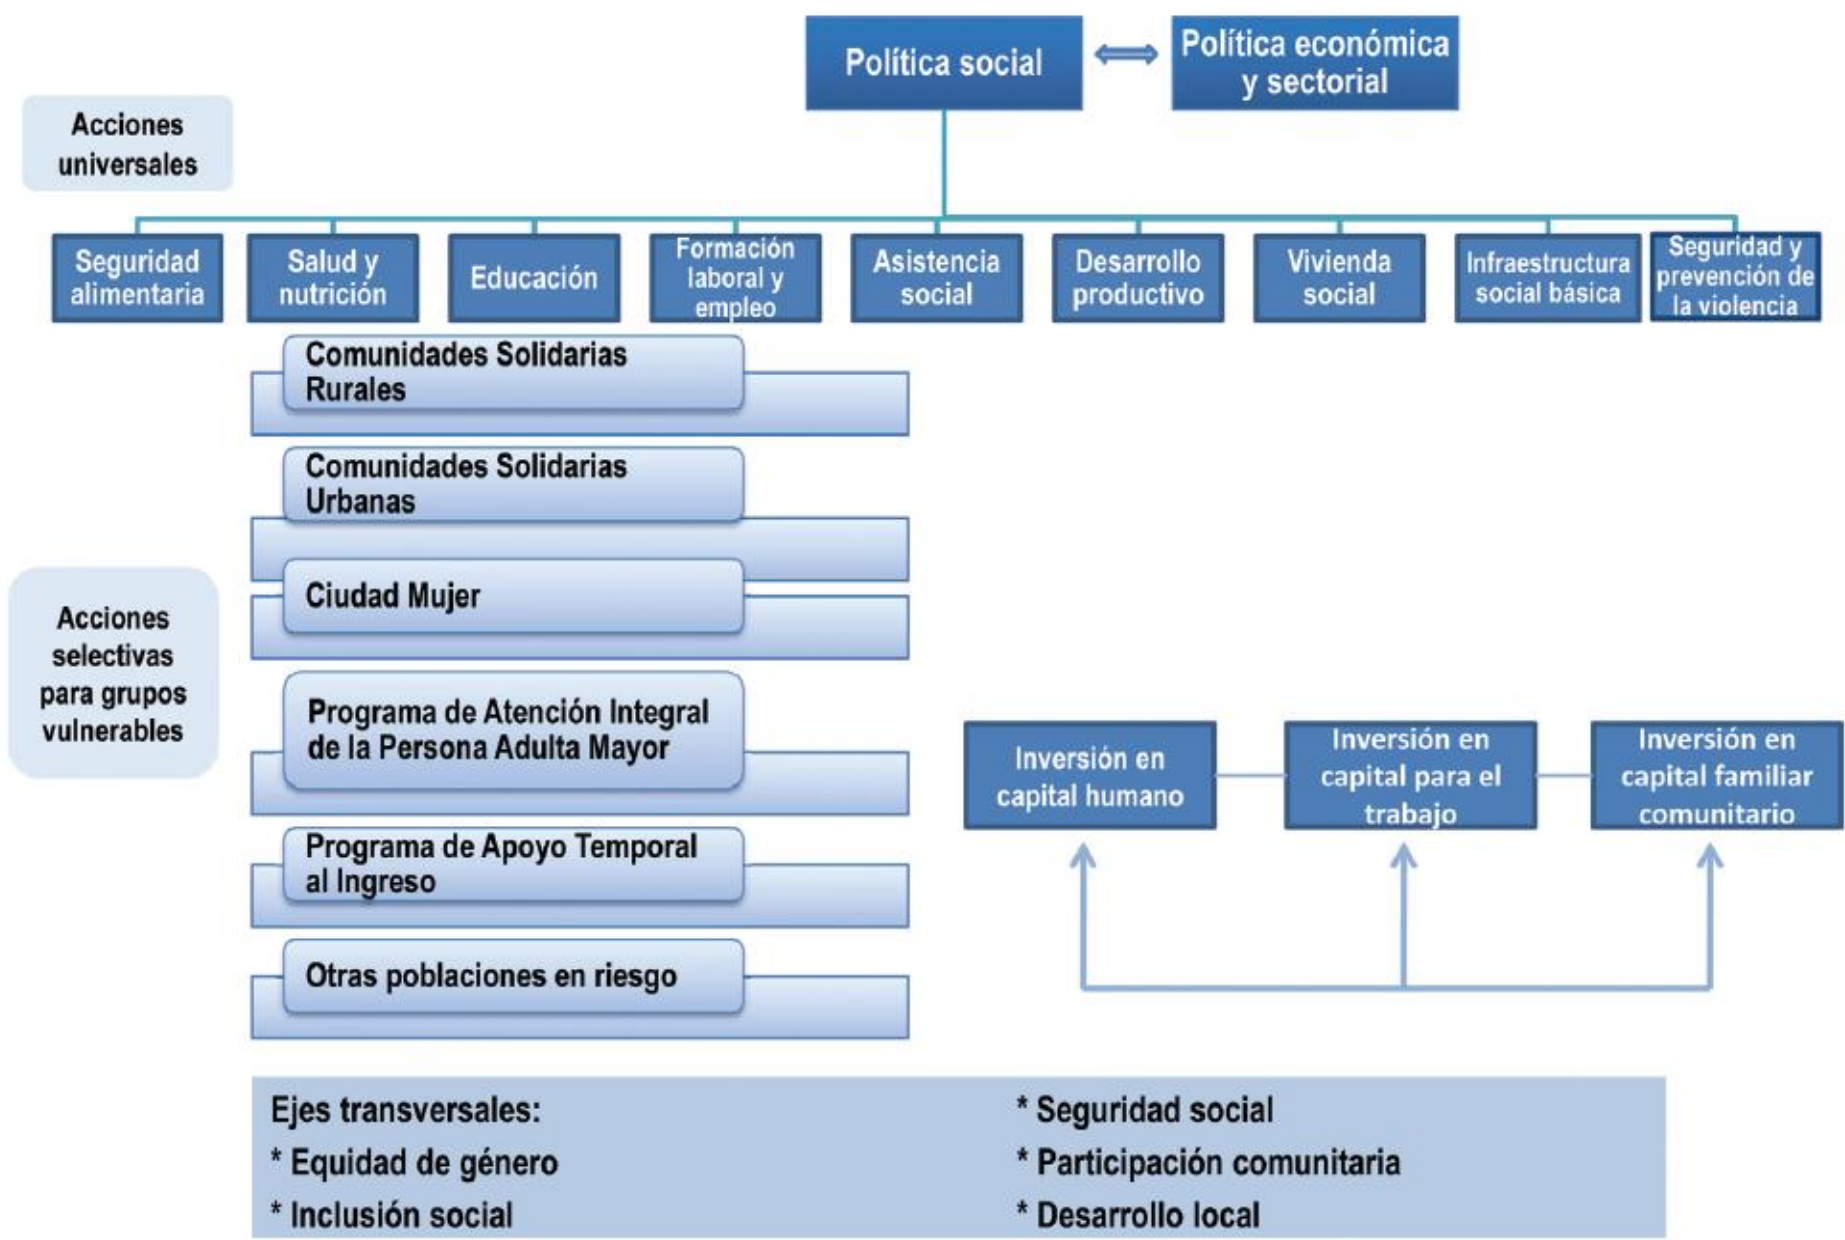 Política social
Política económica
y sectorial
Acciones
universales
Seguridad
alimentaria
Salud y
nutrición
Educación
Formación
laboral y
empleo
Asistencia
social
Desarrollo
productivo
Vivienda
social
Infraestructura
social básica
Seguridad y
prevención de
la violencia
Comunidades Solidarias
Rurales
Comunidades Solidarias
Urbanas
Ciudad Mujer
Acciones
selectivas
para grupos
vulnerables
Programa de Atención Integral
de la Persona Adulta Mayor
Programa de Apoyo Temporal
al Ingreso
Otras poblaciones en riesgo
Inversión en
capital humano
Inversión en
capital para el
trabajo
Inversión en
capital familiar
comunitario
Ejes transversales:
* Equidad de género
* Inclusión social
* Seguridad social
* Participación comunitaria
* Desarrollo local